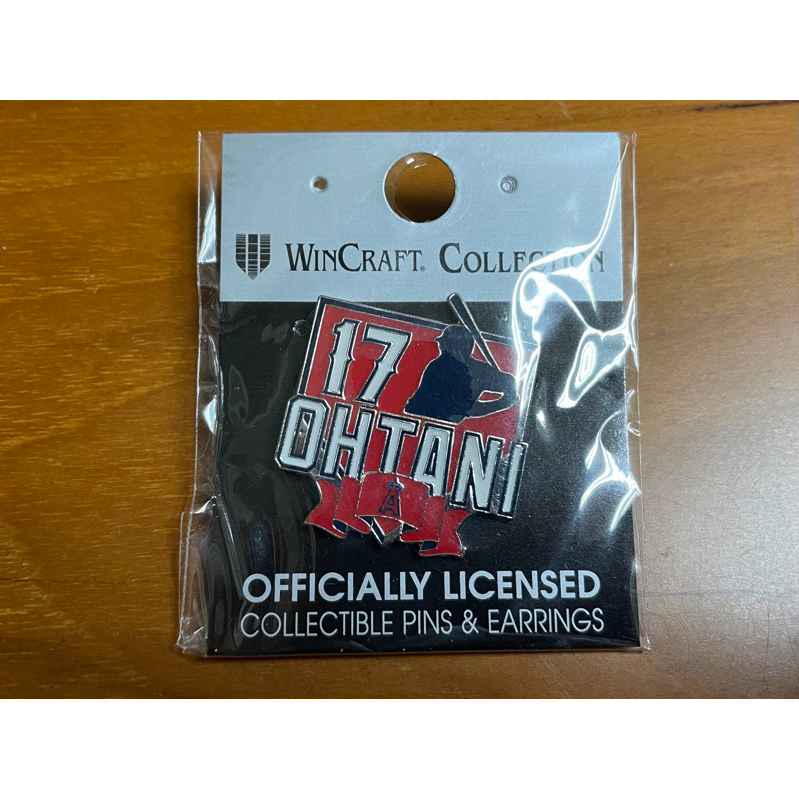 WINCRAFT® COLLECTION
17
OHTANI
A
OFFICIALLY LICENSED
COLLECTIBLE PINS & EARRINGS